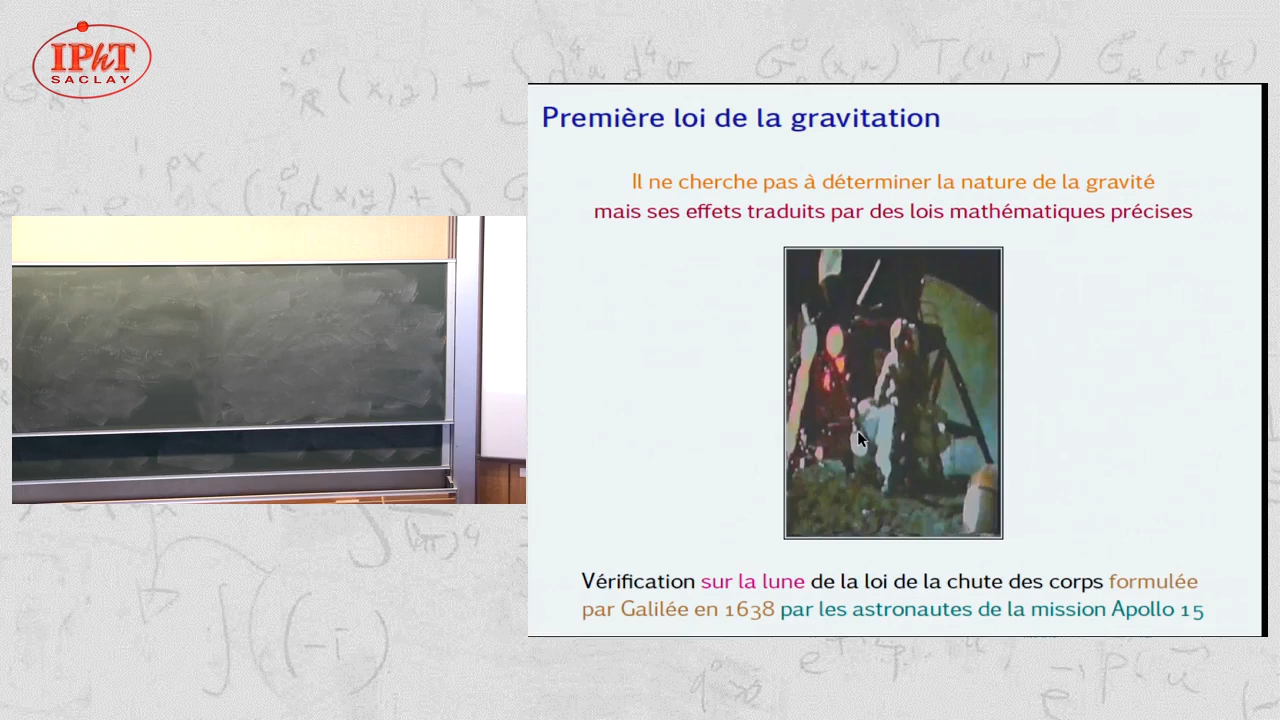 IPhT
SACLAY
Première loi de la gravitation
Il ne cherche pas à déterminer la nature de la gravité
mais ses effets traduits par des lois mathématiques précises
Vérification sur la lune de la loi de la chute des corps formulée
par Galilée en 1638 par les astronautes de la mission Apollo 15